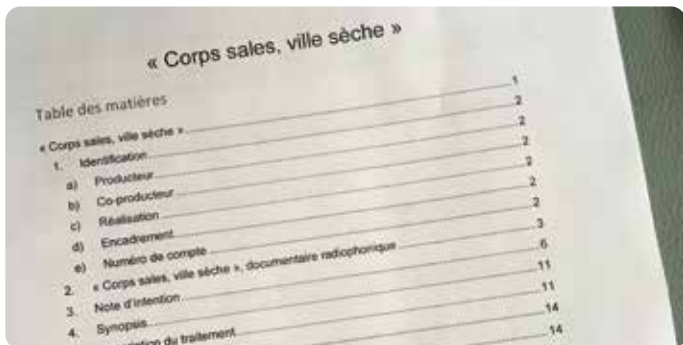 « Corps sales, ville sèche »
Table des matières
« Corps sales, ville sèche » 1
1. Identification 2
a) Producteur 2
b) Co-producteur 2
c) Réalisation 2
d) Encadrement 2
e) Numéro de compte 2
2. « Corps sales, ville sèche », documentaire radiophonique 3
3. Note d'intention 6
4. Synopsis 11
du traitement 11
14
14